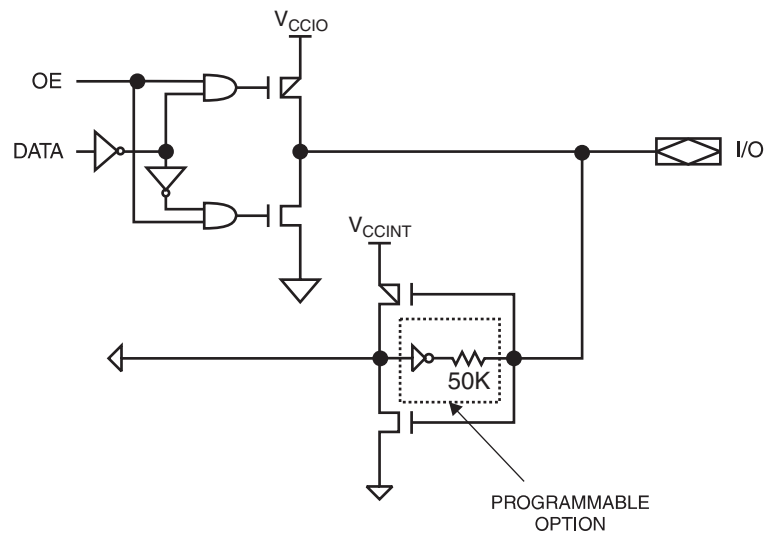 VCCIO
OE
DATA
I/O
VCCINT
50K
PROGRAMMABLE
OPTION